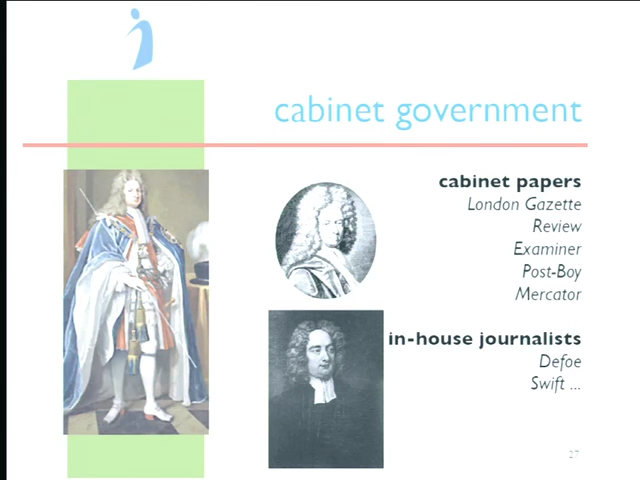 cabinet government
cabinet papers
London Gazette
Review
Examiner
Post-Boy
Mercator
in-house journalists
Defoe
Swift ...
27